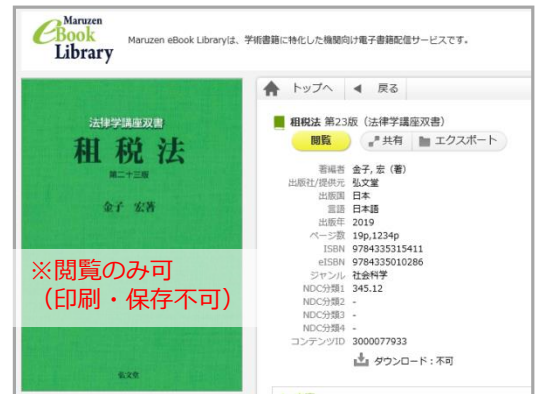 Maruzen
eBook
Library
Maruzen eBook Libraryは、学術書籍に特化した機関向け電子書籍配信サービスです。
トップへ ◀ 戻る
法律学講座双書
租税法
第二十三版
金子 宏著
※閲覧のみ可
（印刷・保存不可）
弘文堂
租税法 第23版（法律学講座双書）
閲覧 共有 エクスポート
著編者 金子, 宏（著）
出版社/提供元 弘文堂
出版国 日本
言語 日本語
出版年 2019
ページ数 19p,1234p
ISBN 9784335315411
eISBN 9784335010286
ジャンル 社会科学
NDC分類1 345.12
NDC分類2 -
NDC分類3 -
NDC分類4 -
コンテンツID 3000077933
ダウンロード：不可